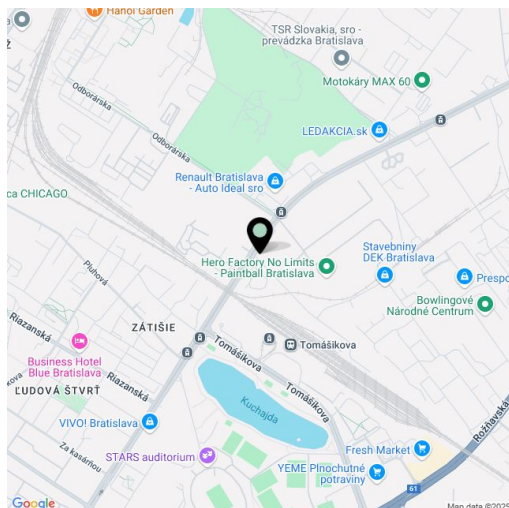 Hanoi Garden
TSR Slovakia, sro -
prevádzka Bratislava
Motokáry MAX 60
Odborárska
LEDAKCIA.sk
Odborárska
Renault Bratislava
- Auto Ideal sro
ca CHICAGO
Hero Factory No Limits
- Paintball Bratislava
Stavebniny
DEK Bratislava
Prespo
Bowlingové
Národné Centrum
Pluhová
Riazanská
ZÁTIŠIE
Tomášikova
Tomášikova
Business Hotel
Blue Bratislava
Riazanská
Tomášikova
ĽUDOVÁ ŠTVRŤ
Kuchajda
Rožňavská
VIVO! Bratislava
Za kasárňou
STARS auditorium
Fresh Market
YEME Plnochutné
potraviny
61
Google
Map data ©2025